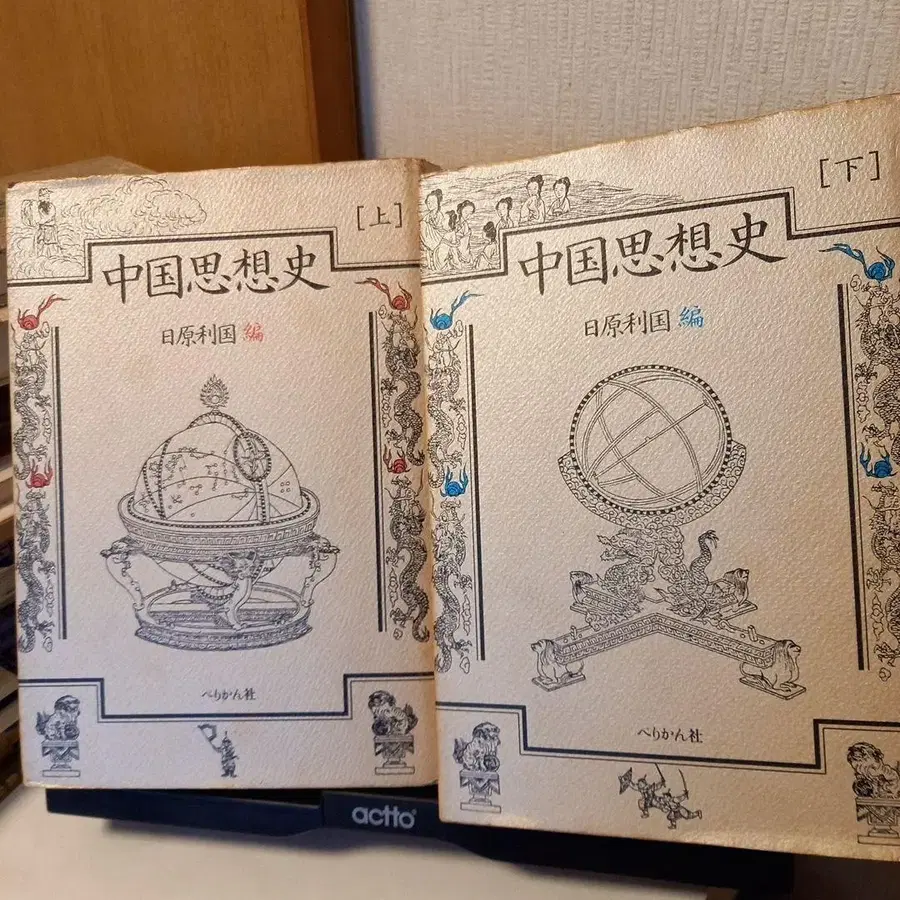 [上]
中国思想史
日原利国 編
ぺりかん社
[下]
中国思想史
日原利国 編
ぺりかん社
actto